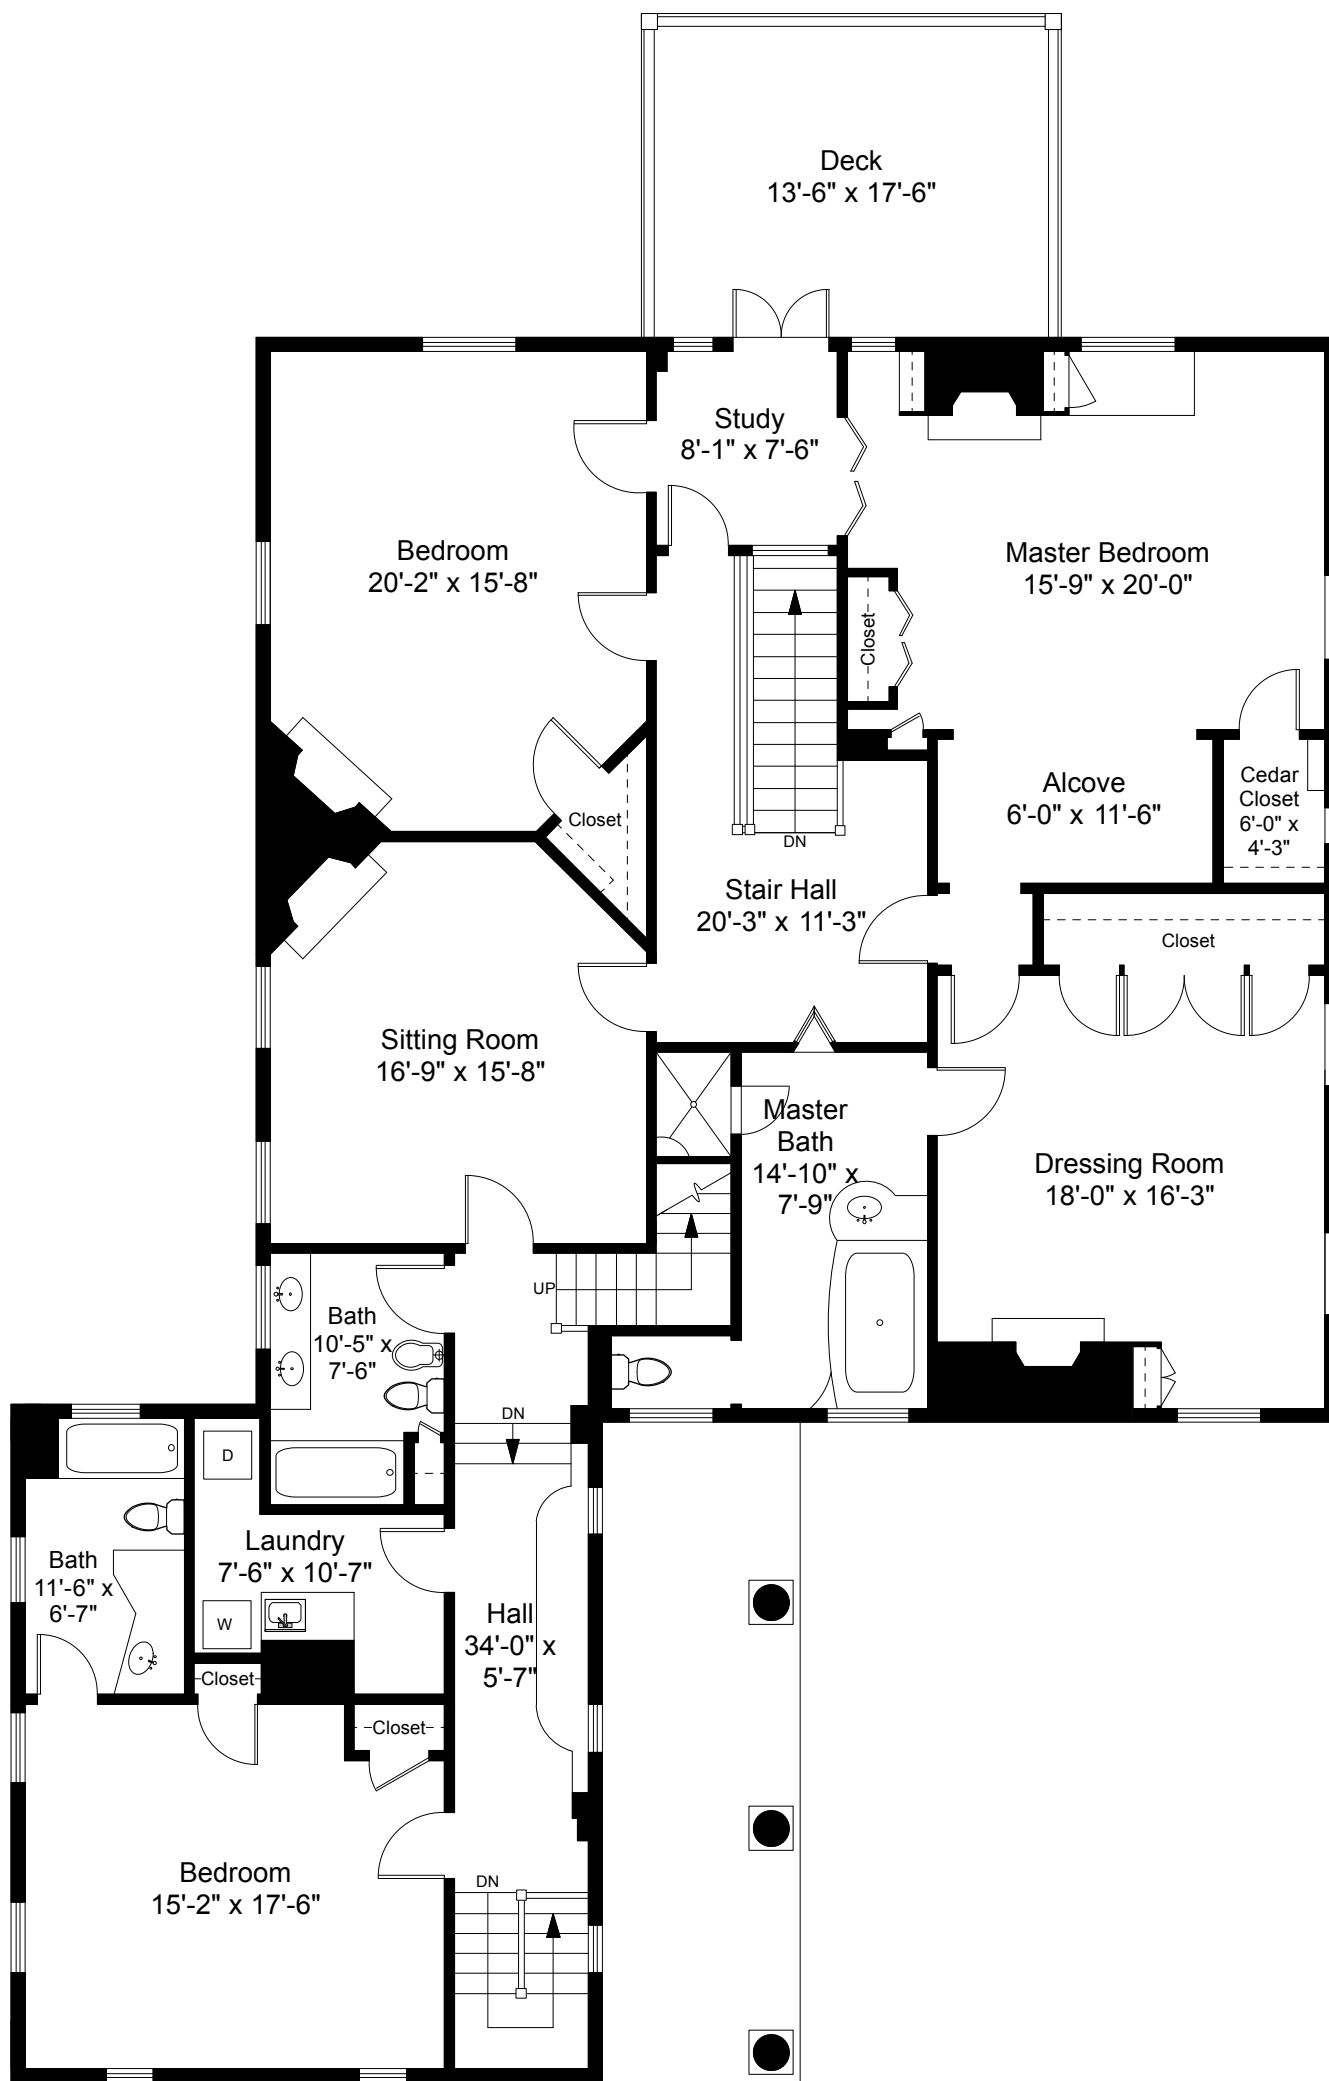 Deck
13'-6" x 17'-6"
Study
8'-1" x 7'-6"
Bedroom
20'-2" x 15'-8"
Master Bedroom
15'-9" x 20'-0"
Closet
Alcove
6'-0" x 11'-6"
Cedar
Closet
6'-0" x
4'-3"
Closet
DN
Stair Hall
20'-3" x 11'-3"
Closet
Sitting Room
16'-9" x 15'-8"
Master
Bath
14'-10" x
7'-9"
Dressing Room
18'-0" x 16'-3"
UP
Bath
10'-5" x
7'-6"
DN
D
Laundry
7'-6" x 10'-7"
Bath
11'-6" x
6'-7"
W
Hall
34'-0" x
5'-7"
Closet
Closet
Bedroom
15'-2" x 17'-6"
DN